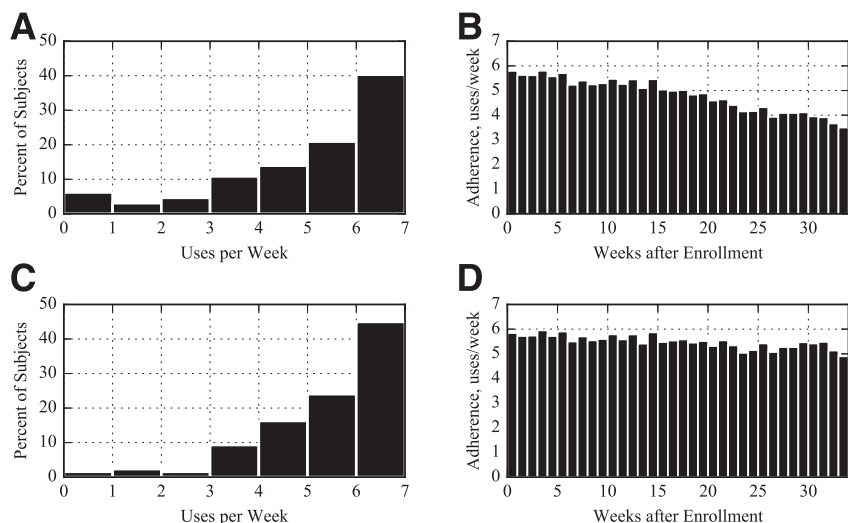 A
50
40
30
20
10
0
Percent of Subjects
0 1 2 3 4 5 6 7
Uses per Week
B
7
6
5
4
3
2
1
0
Adherence, uses/week
0 5 10 15 20 25 30
Weeks after Enrollment
C
50
40
30
20
10
0
Percent of Subjects
0 1 2 3 4 5 6 7
Uses per Week
D
7
6
5
4
3
2
1
0
Adherence, uses/week
0 5 10 15 20 25 30
Weeks after Enrollment